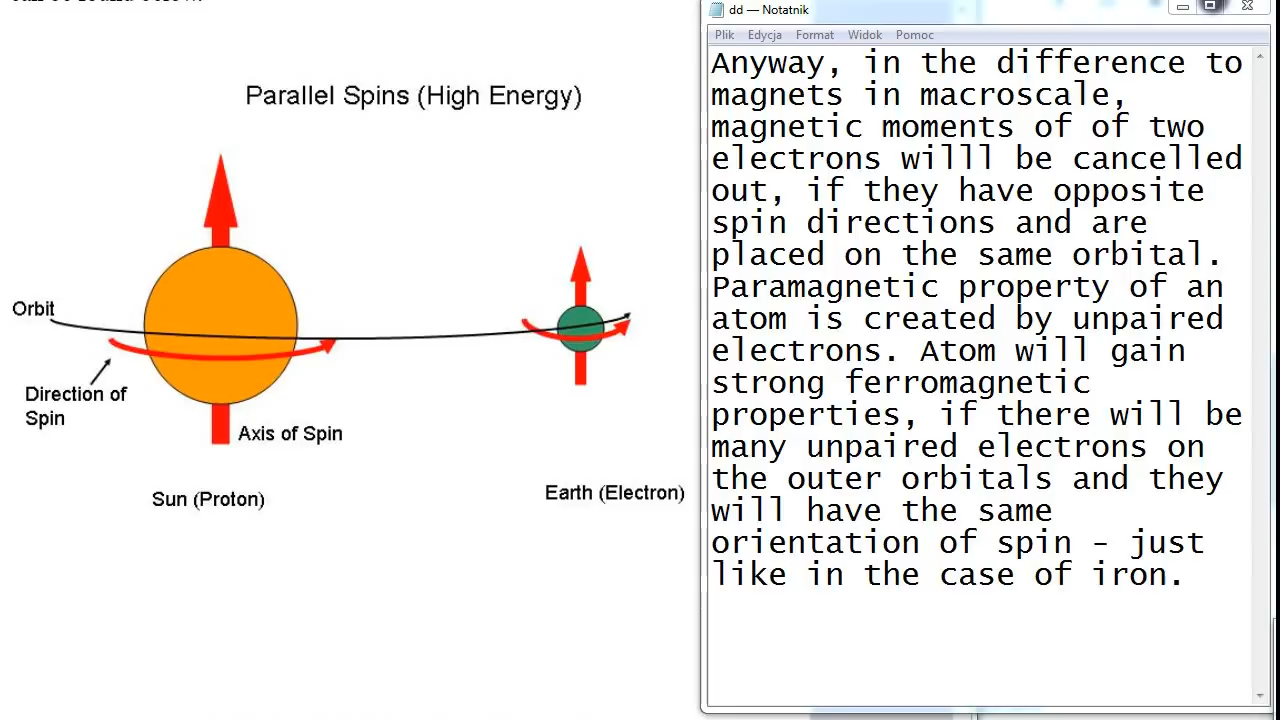 Parallel Spins (High Energy)
Orbit
Direction of
Spin
Axis of Spin
Sun (Proton)
Earth (Electron)
dd — Notatnik
Plik Edycja Format Widok Pomoc
Anyway, in the difference to
magnets in macroscale,
magnetic moments of of two
electrons willl be cancelled
out, if they have opposite
spin directions and are
placed on the same orbital.
Paramagnetic property of an
atom is created by unpaired
electrons. Atom will gain
strong ferromagnetic
properties, if there will be
many unpaired electrons on
the outer orbitals and they
will have the same
orientation of spin - just
like in the case of iron.